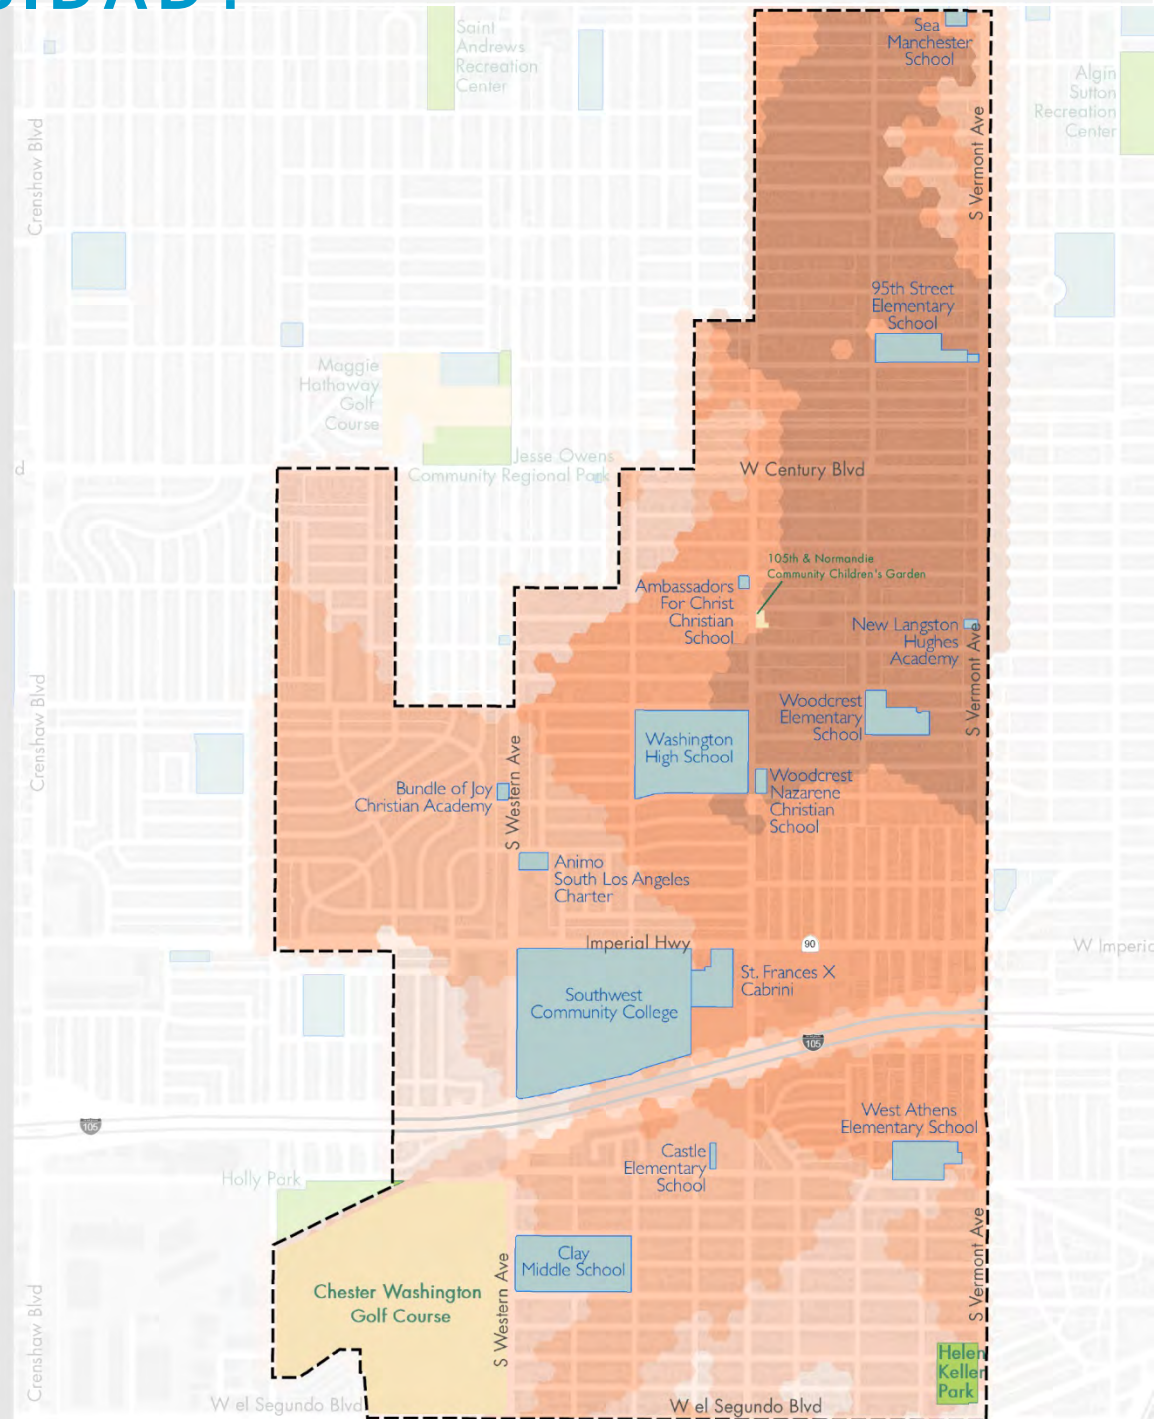 Saint
Andrews
Recreation
Center
Sea
Manchester
School
Algin
Sutton
Recreation
Center
Crenshaw Blvd
S Vermont Ave
95th Street
Elementary
School
Maggie
Hathaway
Golf
Course
Jesse Owens
Community Regional Park
d
W Century Blvd
105th & Normandie
Community Children's Garden
Ambassadors
For Christ
Christian
School
New Langston
Hughes
Academy
S Vermont Ave
Crenshaw Blvd
Woodcrest
Elementary
School
Washington
High School
S Western Ave
Bundle of Joy
Christian Academy
Woodcrest
Nazarene
Christian
School
Animo
South Los Angeles
Charter
Imperial Hwy
90
W Imperia
St. Frances X
Cabrini
Southwest
Community College
105
105
West Athens
Elementary School
Castle
Elementary
School
Holly Park
Clay
Middle School
S Vermont Ave
S Western Ave
Chester Washington
Golf Course
Crenshaw Blvd
Helen
Keller
Park
W el Segundo Blvd
W el Segundo Blvd